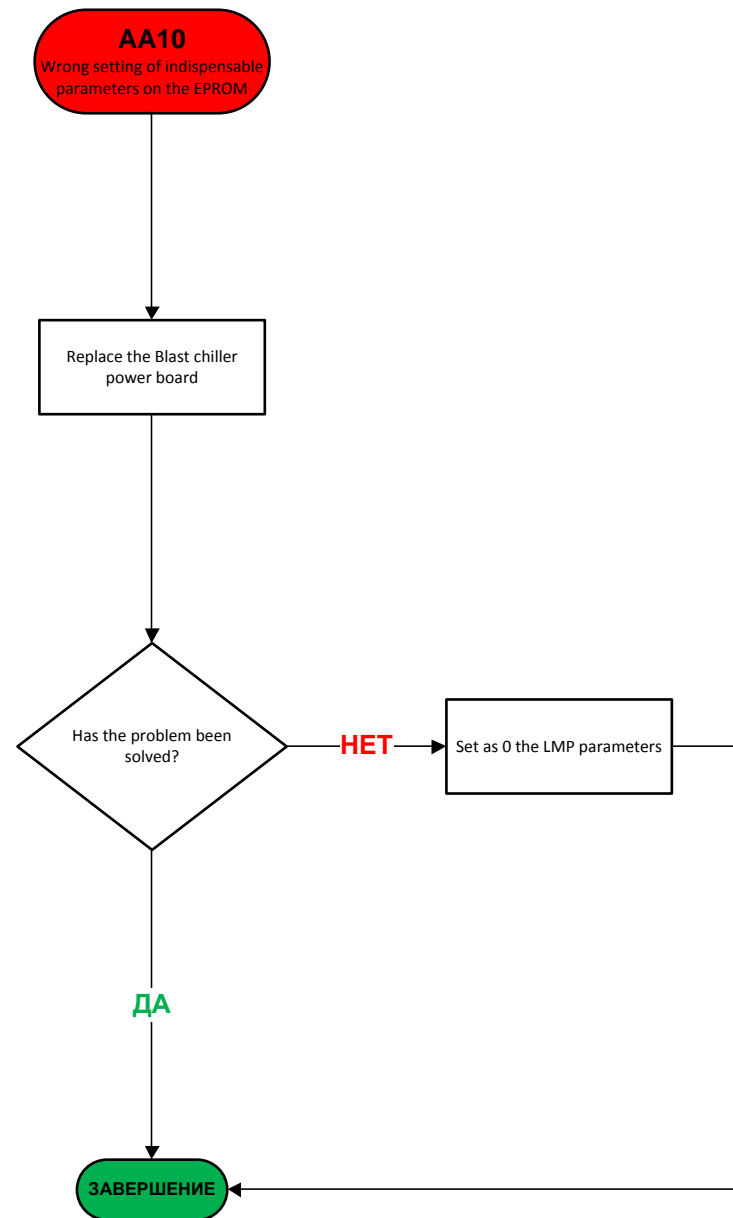 AA10
Wrong setting of indispensable
parameters on the EPROM
Replace the Blast chiller
power board
Has the problem been
solved?
НЕТ
Set as 0 the LMP parameters
ДА
ЗАВЕРШЕНИЕ